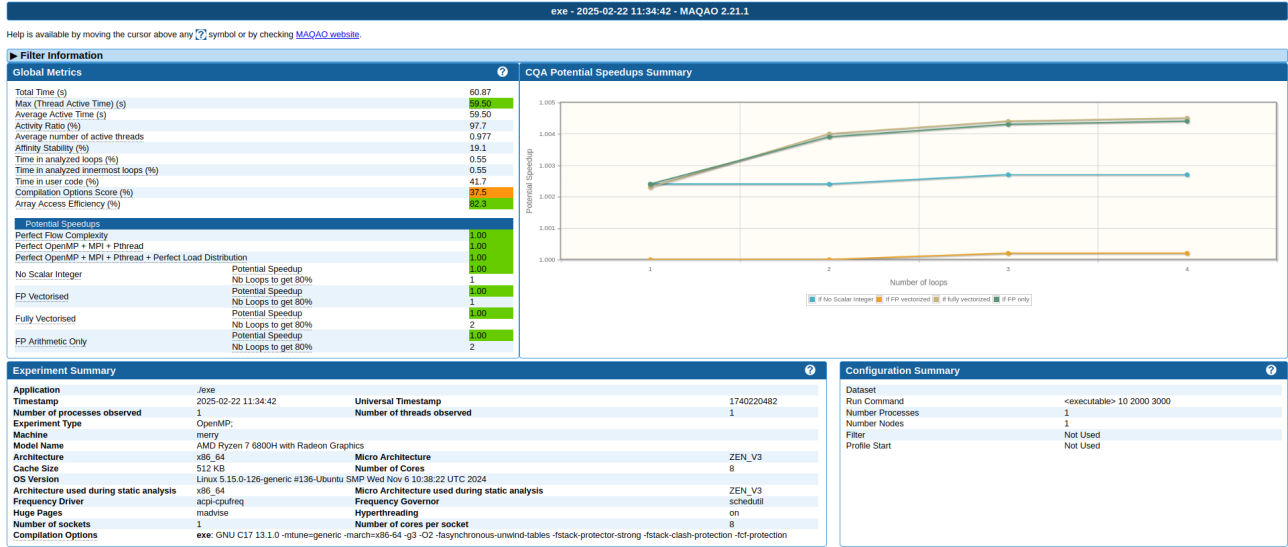 exe - 2025-02-22 11:34:42 - MAQAO 2.21.1
Help is available by moving the cursor above any [?] symbol or by checking MAQAO website.
▶ Filter Information
Global Metrics ?
Total Time (s) 60.87
Max (Thread Active Time) (s) 59.50
Average Active Time (s) 59.50
Activity Ratio (%) 97.7
Average number of active threads 0.977
Affinity Stability (%) 19.1
Time in analyzed loops (%) 0.55
Time in analyzed innermost loops (%) 0.55
Time in user code (%) 41.7
Compilation Options Score (%) 37.5
Array Access Efficiency (%) 82.3
Potential Speedups
Perfect Flow Complexity 1.00
Perfect OpenMP + MPI + Pthread 1.00
Perfect OpenMP + MPI + Pthread + Perfect Load Distribution 1.00
No Scalar Integer Potential Speedup 1.00
Nb Loops to get 80% 1
FP Vectorised Potential Speedup 1.00
Nb Loops to get 80% 1
Fully Vectorised Potential Speedup 1.00
Nb Loops to get 80% 2
FP Arithmetic Only Potential Speedup 1.00
Nb Loops to get 80% 2
CQA Potential Speedups Summary
Potential Speedup
1.005
1.004
1.003
1.002
1.001
1.000
1 2 3 4
Number of loops
If No Scalar Integer If FP vectorized If fully vectorized If FP only
Experiment Summary ?
Application ./exe
Timestamp 2025-02-22 11:34:42 Universal Timestamp 1740220482
Number of processes observed 1 Number of threads observed 1
Experiment Type OpenMP;
Machine merry
Model Name AMD Ryzen 7 6800H with Radeon Graphics
Architecture x86_64 Micro Architecture ZEN_V3
Cache Size 512 KB Number of Cores 8
OS Version Linux 5.15.0-126-generic #136-Ubuntu SMP Wed Nov 6 10:38:22 UTC 2024
Architecture used during static analysis x86_64 Micro Architecture used during static analysis ZEN_V3
Frequency Driver acpi-cpufreq Frequency Governor schedutil
Huge Pages madvise Hyperthreading on
Number of sockets 1 Number of cores per socket 8
Compilation Options exe: GNU C17 13.1.0 -mtune=generic -march=x86-64 -g3 -O2 -fasynchronous-unwind-tables -fstack-protector-strong -fstack-clash-protection -fcf-protection
Configuration Summary ?
Dataset
Run Command <executable> 10 2000 3000
Number Processes 1
Number Nodes 1
Filter Not Used
Profile Start Not Used